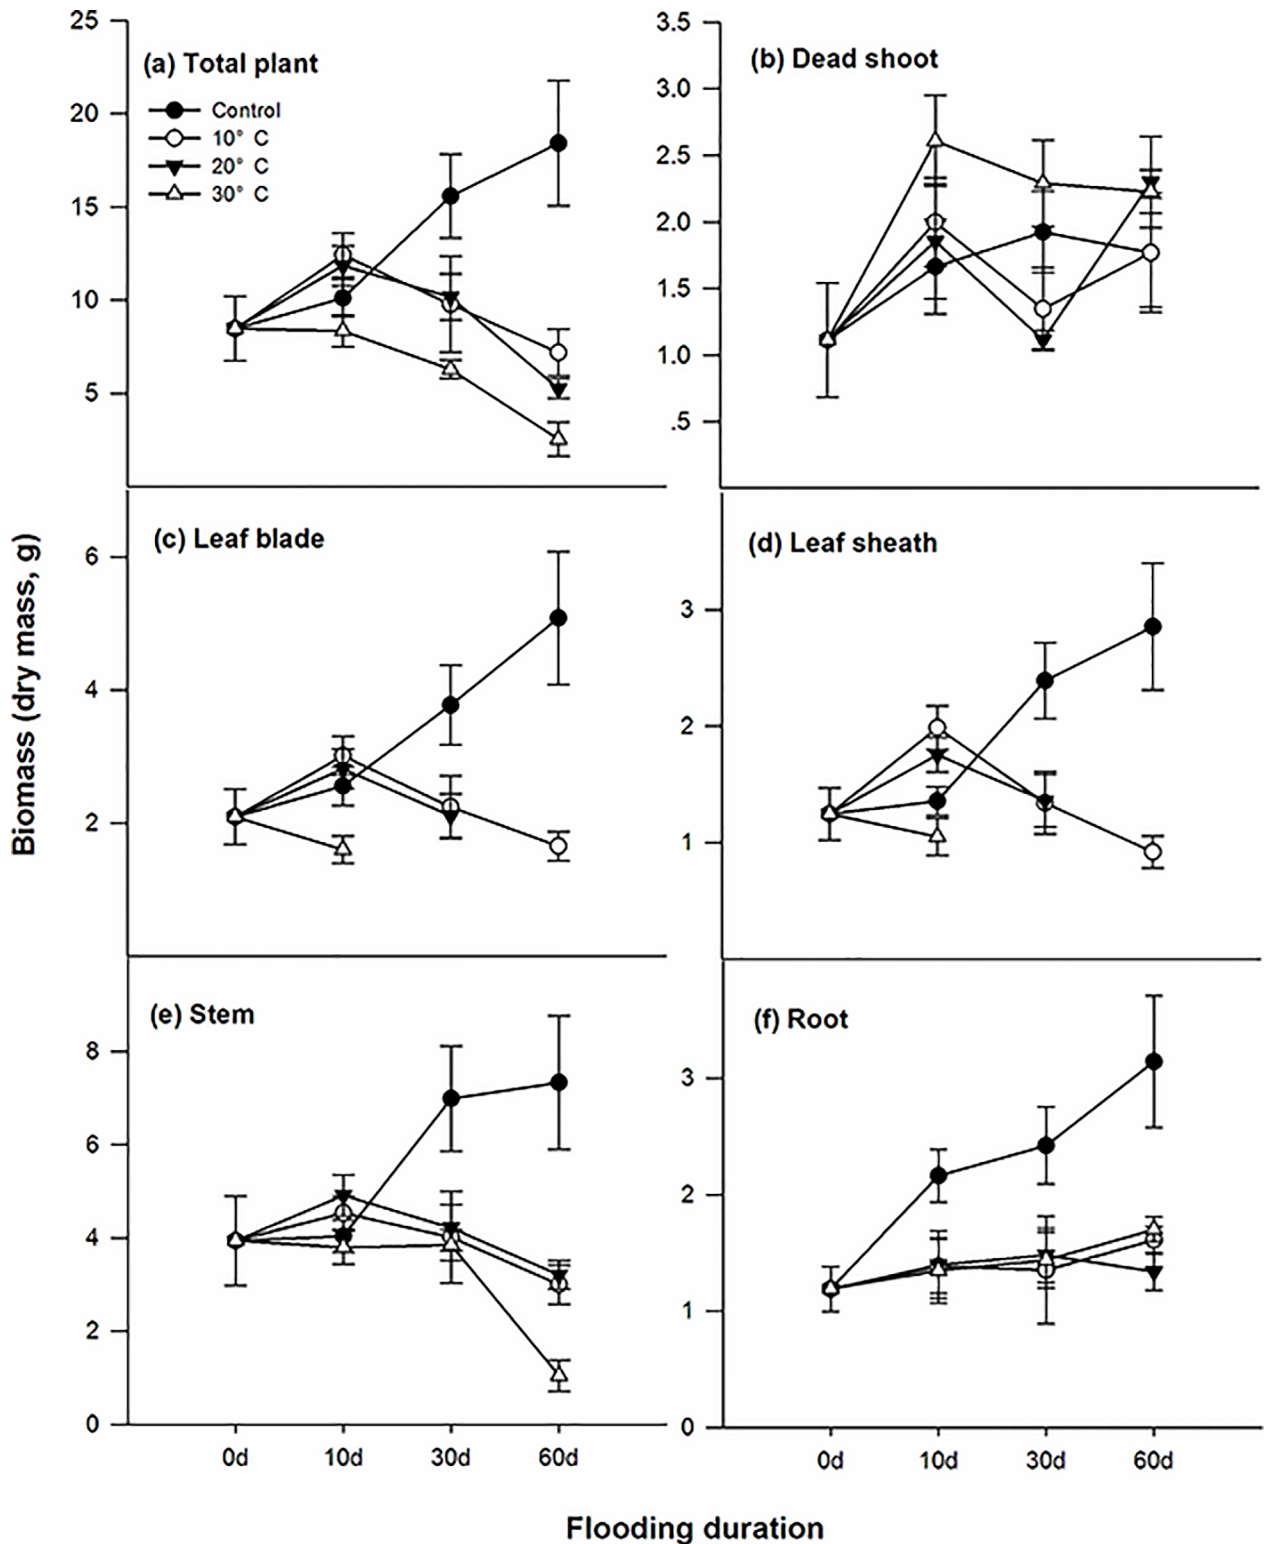 25
20
15
10
5
(a) Total plant
Control
10° C
20° C
30° C
3.5
3.0
2.5
2.0
1.5
1.0
.5
(b) Dead shoot
Biomass (dry mass, g)
6
4
2
(c) Leaf blade
3
2
1
(d) Leaf sheath
8
6
4
2
0
(e) Stem
0d 10d 30d 60d
3
2
1
0
(f) Root
0d 10d 30d 60d
Flooding duration